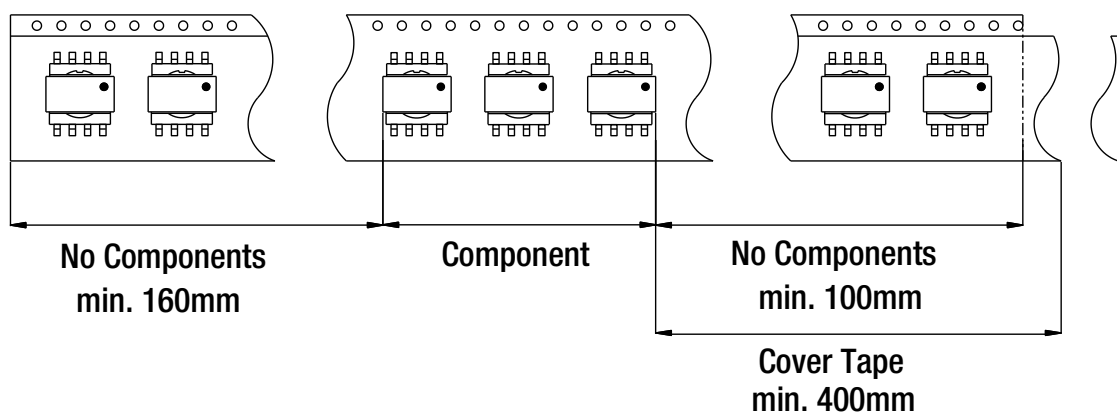 No Components
min. 160mm
Component
No Components
min. 100mm
Cover Tape
min. 400mm